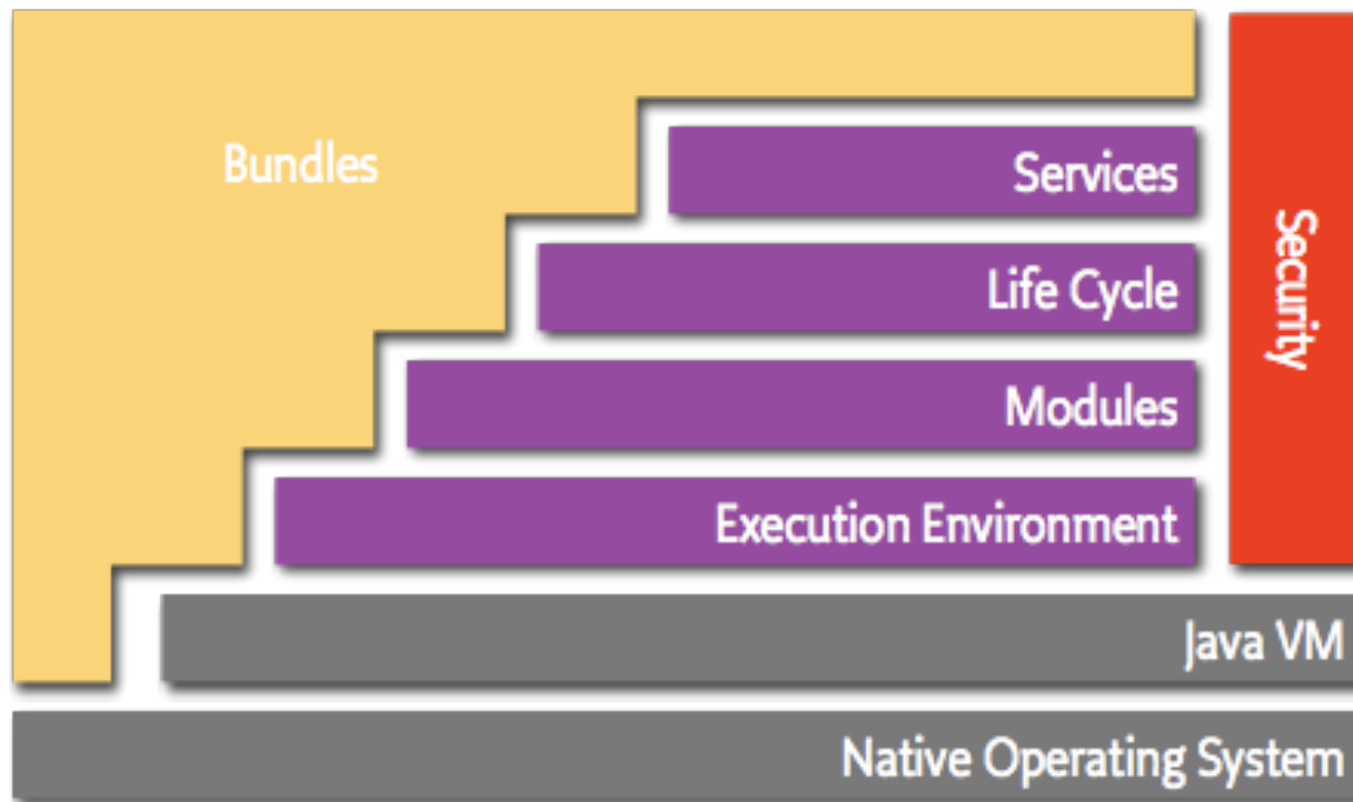 Bundles
Services
Life Cycle
Modules
Execution Environment
Security
Java VM
Native Operating System